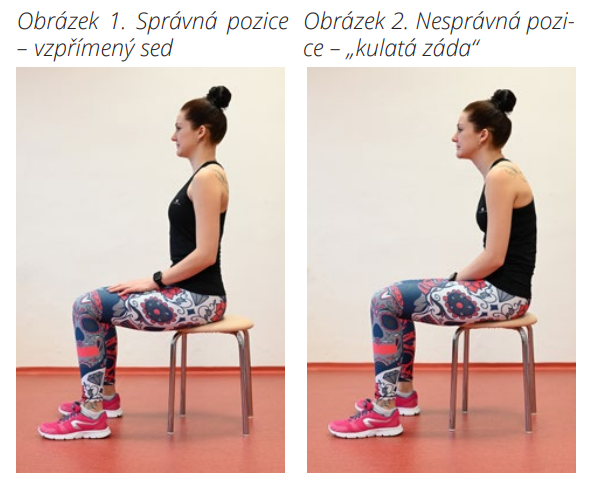 Obrázek 1. Správná pozice
– vzpřímený sed
Obrázek 2. Nesprávná pozi-
ce – „kulatá záda“